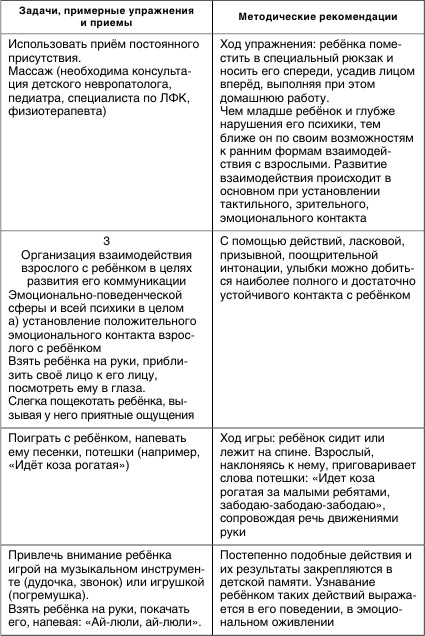 Задачи, примерные упражнения
и приемы
Методические рекомендации
Использовать приём постоянного
присутствия.
Массаж (необходима консульта-
ция детского невропатолога,
педиатра, специалиста по ЛФК,
физиотерапевта)
Ход упражнения: ребёнка поме-
стить в специальный рюкзак и
носить его спереди, усадив лицом
вперёд, выполняя при этом
домашнюю работу.
Чем младше ребёнок и глубже
нарушения его психики, тем
ближе он по своим возможностям
к ранним формам взаимодей-
ствия с взрослыми. Развитие
взаимодействия происходит в
основном при установлении
тактильного, зрительного,
эмоционального контакта
3
Организация взаимодействия
взрослого с ребёнком в целях
развития его коммуникации
Эмоционально-поведенческой
сферы и всей психики в целом
а) установление положительного
эмоционального контакта взрос-
лого с ребёнком
Взять ребёнка на руки, прибли-
зить своё лицо к его лицу,
посмотреть ему в глаза.
Слегка пощекотать ребёнка, вы-
зывая у него приятные ощущения
С помощью действий, ласковой,
призывной, поощрительной
интонации, улыбки можно добить-
ся наиболее полного и достаточно
устойчивого контакта с ребёнком
Поиграть с ребёнком, напевать
ему песенки, потешки (например,
«Идёт коза рогатая»)
Ход игры: ребёнок сидит или
лежит на спине. Взрослый,
наклоняясь к нему, приговаривает
слова потешки: «Идет коза
рогатая за малыми ребятами,
забодаю-забодаю-забодаю»,
сопровождая речь движениями
руки
Привлечь внимание ребёнка
игрой на музыкальном инструмен-
те (дудочка, звонок) или игрушкой
(погремушка).
Взять ребёнка на руки, покачать
его, напевая: «Ай-люли, ай-люли».
Постепенно подобные действия и
их результаты закрепляются в
детской памяти. Узнавание
ребёнком таких действий выража-
ется в его поведении, в эмоцио-
нальном оживлении